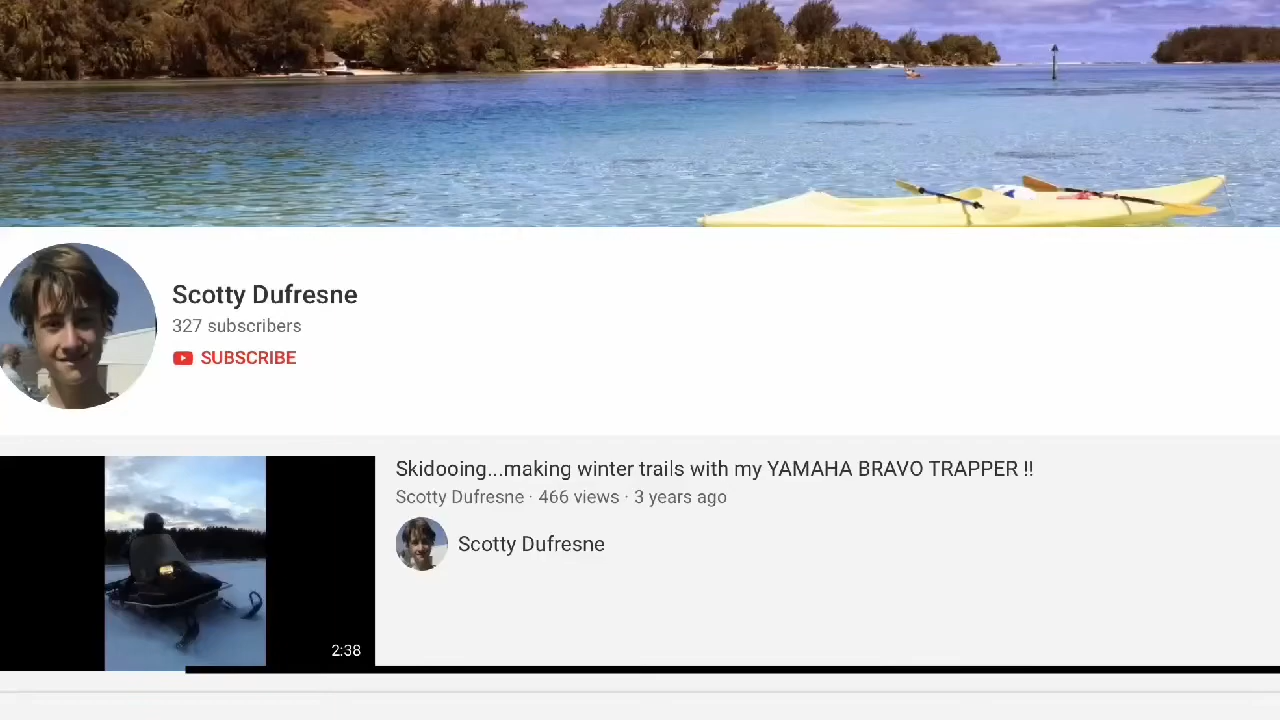 Scotty Dufresne
327 subscribers
SUBSCRIBE
Skidooing...making winter trails with my YAMAHA BRAVO TRAPPER !!
Scotty Dufresne · 466 views · 3 years ago
Scotty Dufresne
2:38